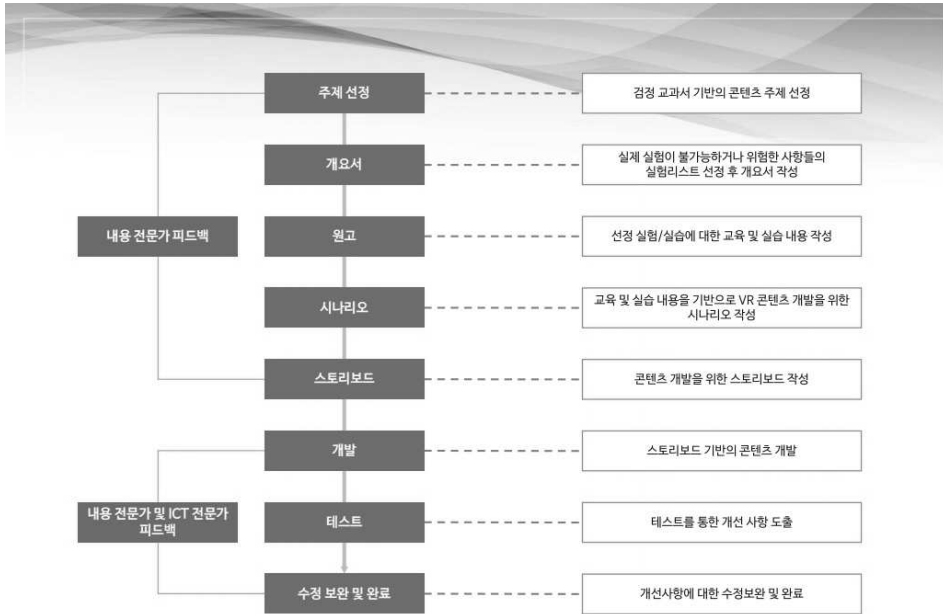 주제 선정
검정 교과서 기반의 콘텐츠 주제 선정
개요서
실제 실험이 불가능하거나 위험한 사항들의
실험리스트 선정 후 개요서 작성
내용 전문가 피드백
원고
선정 실험/실습에 대한 교육 및 실습 내용 작성
시나리오
교육 및 실습 내용을 기반으로 VR 콘텐츠 개발을 위한
시나리오 작성
스토리보드
콘텐츠 개발을 위한 스토리보드 작성
개발
스토리보드 기반의 콘텐츠 개발
내용 전문가 및 ICT 전문가
피드백
테스트
테스트를 통한 개선 사항 도출
수정 보완 및 완료
개선사항에 대한 수정보완 및 완료